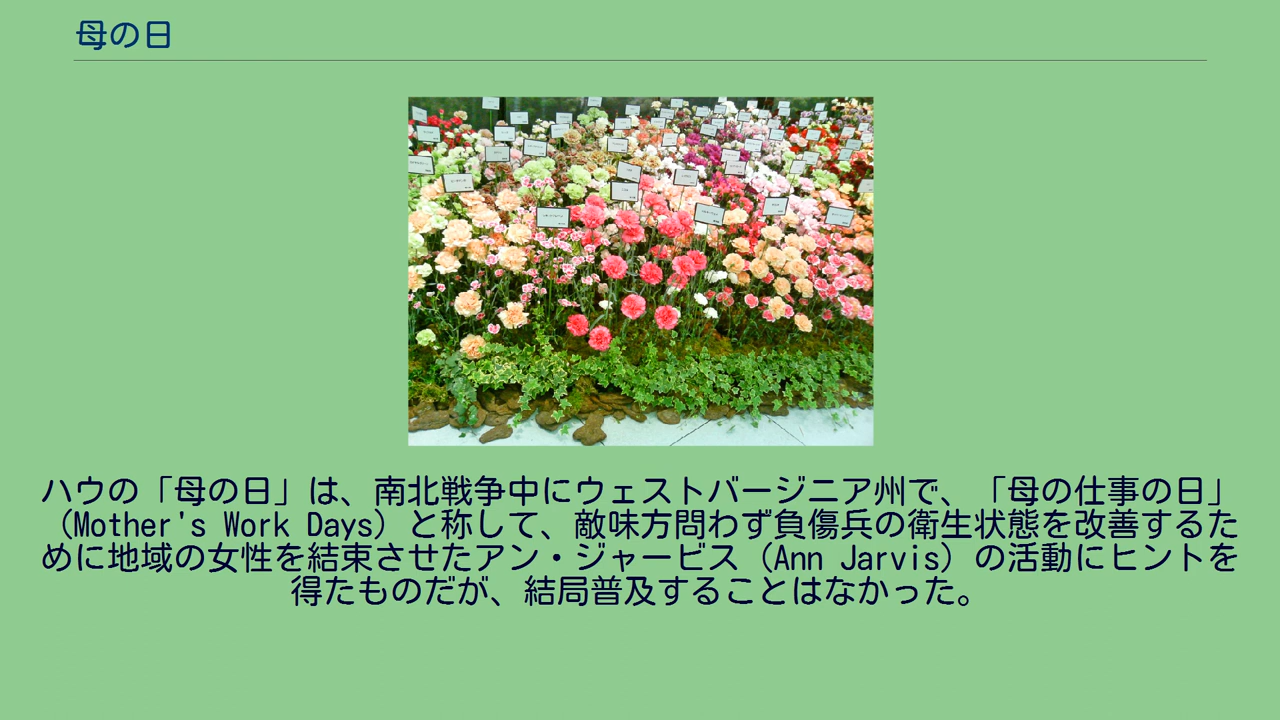 母の日
ハウの「母の日」は、南北戦争中にウェストバージニア州で、「母の仕事の日」
（Mother's Work Days）と称して、敵味方問わず負傷兵の衛生状態を改善するた
めに地域の女性を結束させたアン・ジャービス（Ann Jarvis）の活動にヒントを
得たものだが、結局普及することはなかった。